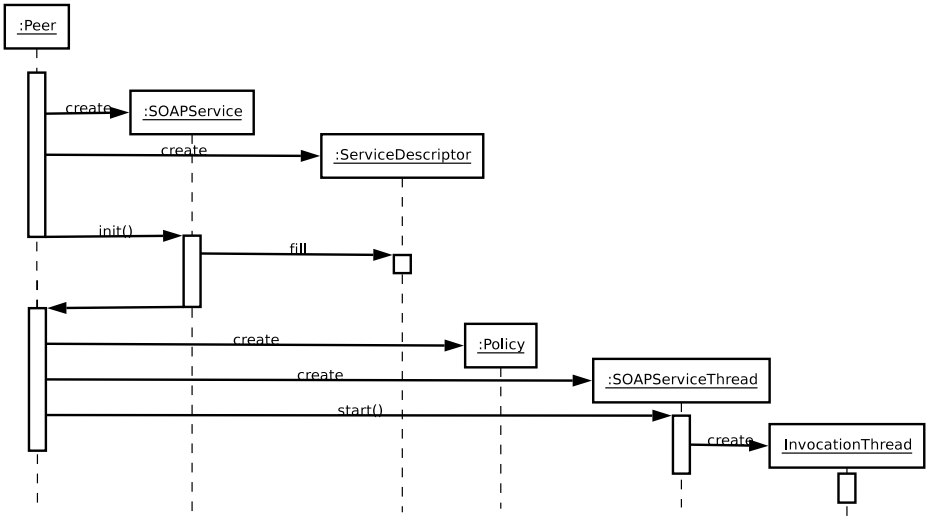 :Peer
create
:SOAPService
create
:ServiceDescriptor
init()
fill
create
:Policy
create
:SOAPServiceThread
start()
create
InvocationThread